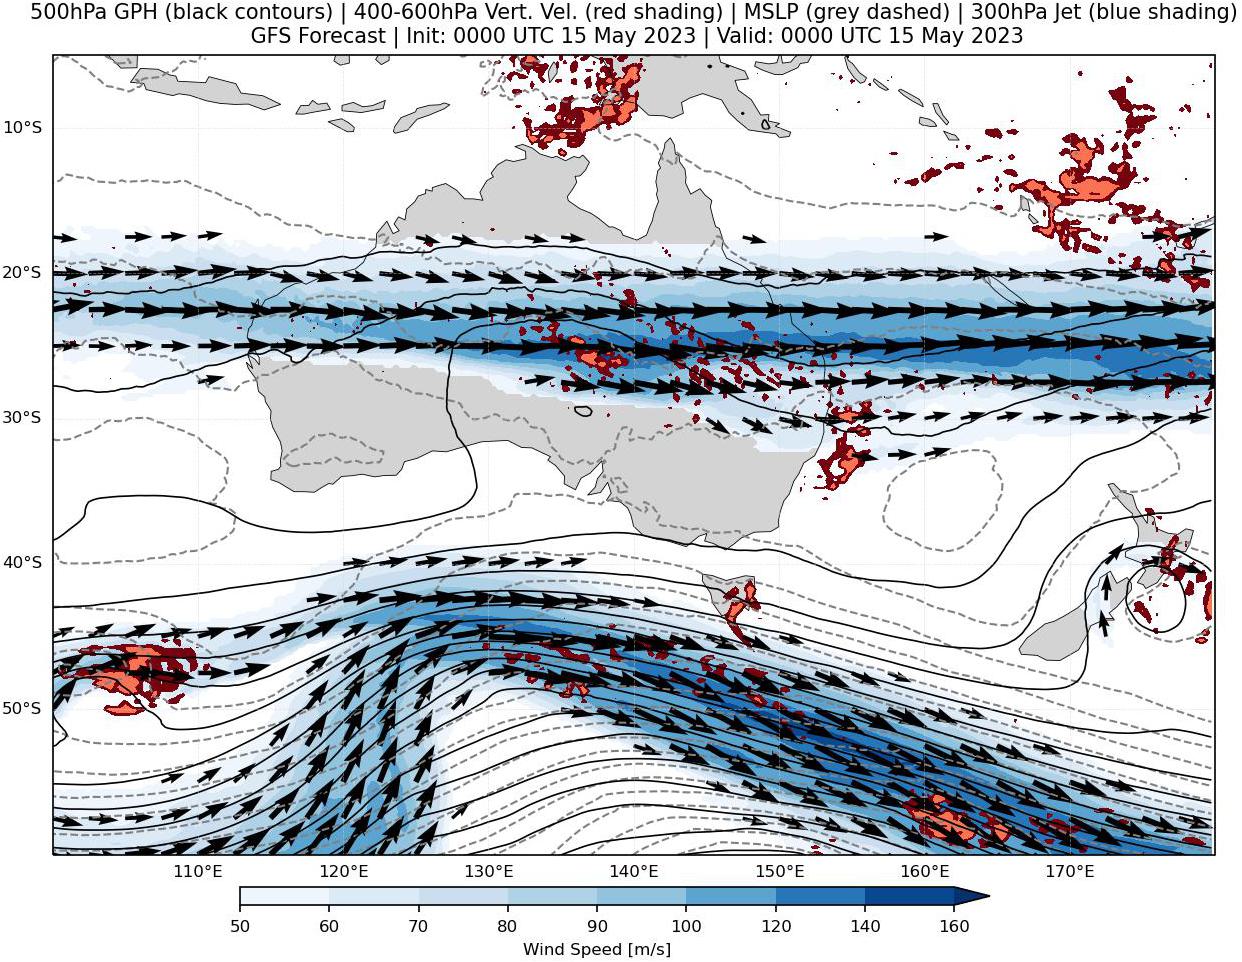 500hPa GPH (black contours) | 400-600hPa Vert. Vel. (red shading) | MSLP (grey dashed) | 300hPa Jet (blue shading)
GFS Forecast | Init: 0000 UTC 15 May 2023 | Valid: 0000 UTC 15 May 2023
10°S
20°S
30°S
40°S
50°S
110°E 120°E 130°E 140°E 150°E 160°E 170°E
50 60 70 80 90 100 120 140 160
Wind Speed [m/s]